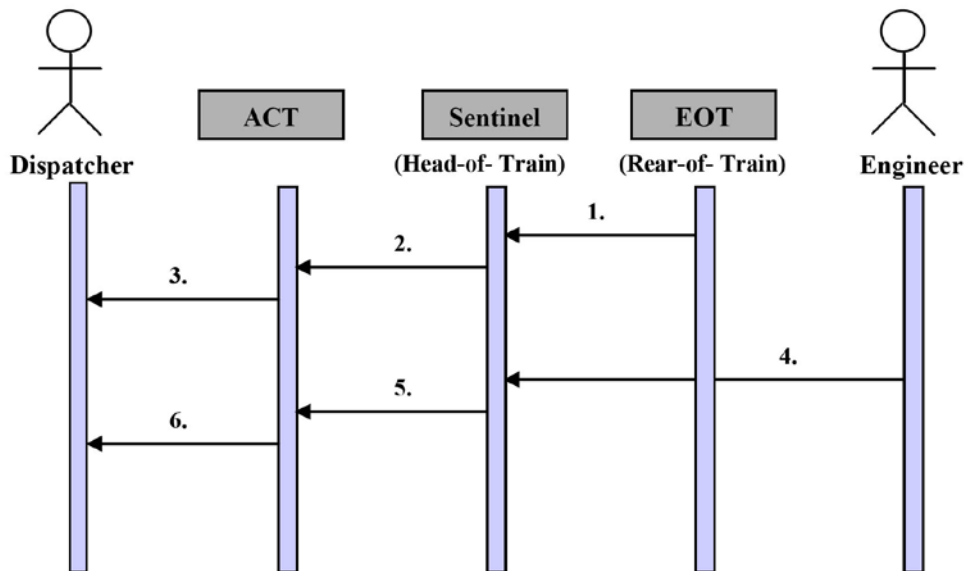 ACT
Sentinel
EOT
Dispatcher
(Head-of- Train)
(Rear-of- Train)
Engineer
1.
2.
3.
4.
5.
6.